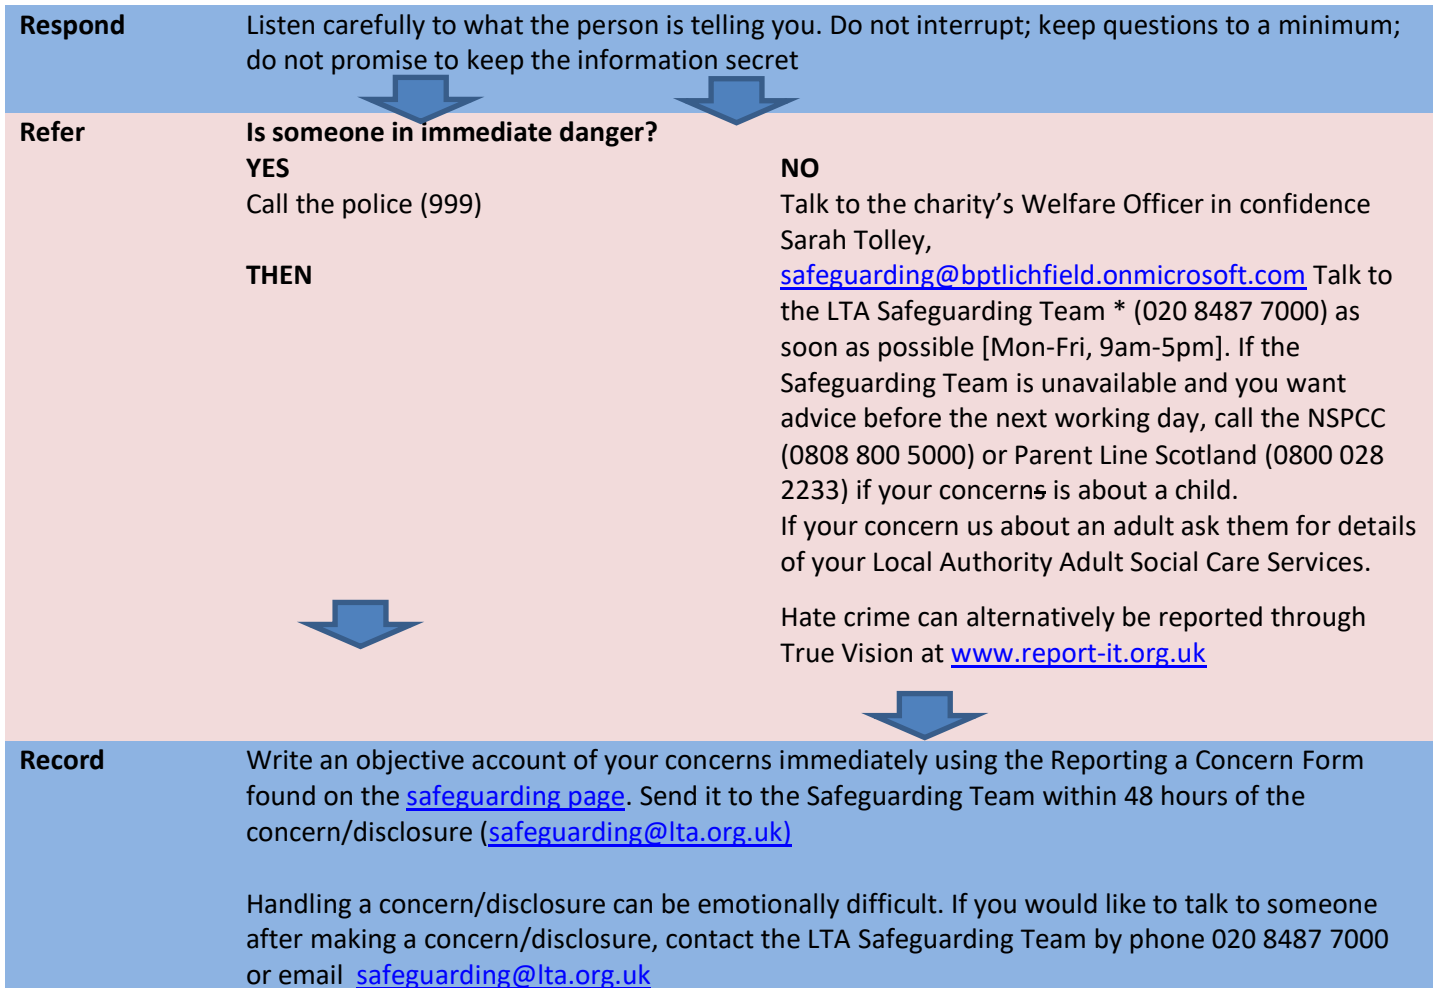 Respond
Listen carefully to what the person is telling you. Do not interrupt; keep questions to a minimum;
do not promise to keep the information secret
Refer
Is someone in immediate danger?
YES
Call the police (999)
THEN
NO
Talk to the charity’s Welfare Officer in confidence
Sarah Tolley,
safeguarding@bptlichfield.onmicrosoft.com Talk to
the LTA Safeguarding Team * (020 8487 7000) as
soon as possible [Mon-Fri, 9am-5pm]. If the
Safeguarding Team is unavailable and you want
advice before the next working day, call the NSPCC
(0808 800 5000) or Parent Line Scotland (0800 028
2233) if your concerns is about a child.
If your concern us about an adult ask them for details
of your Local Authority Adult Social Care Services.
Hate crime can alternatively be reported through
True Vision at www.report-it.org.uk
Record
Write an objective account of your concerns immediately using the Reporting a Concern Form
found on the safeguarding page. Send it to the Safeguarding Team within 48 hours of the
concern/disclosure (safeguarding@lta.org.uk)
Handling a concern/disclosure can be emotionally difficult. If you would like to talk to someone
after making a concern/disclosure, contact the LTA Safeguarding Team by phone 020 8487 7000
or email safeguarding@lta.org.uk